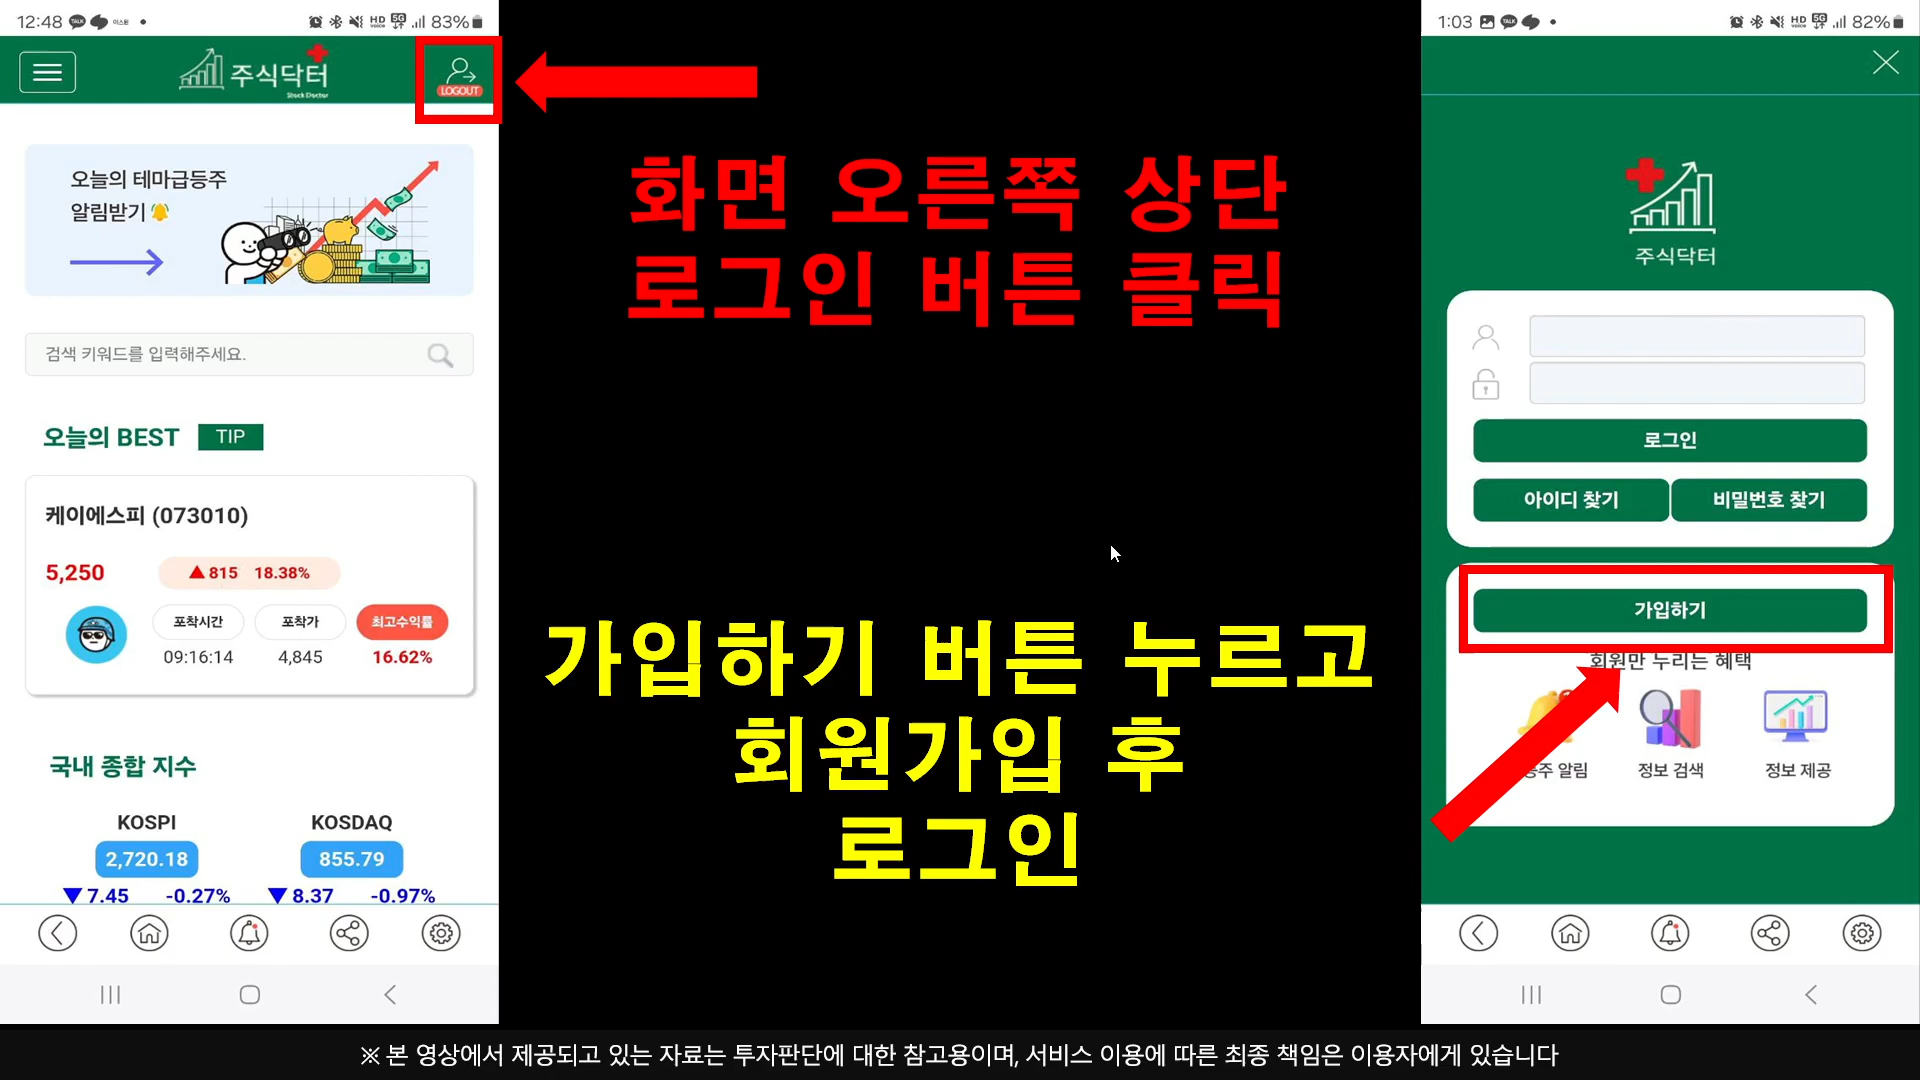 12:48
HD
5G
83%
주식닥터
Stock Doctor
LOGOUT
오늘의 테마급등주
알림받기
검색 키워드를 입력해주세요.
오늘의 BEST TIP
케이에스피 (073010)
5,250 ▲ 815 18.38%
포착시간 포착가 최고수익률
09:16:14 4,845 16.62%
국내 종합 지수
KOSPI KOSDAQ
2,720.18 855.79
▼ 7.45 -0.27% ▼ 8.37 -0.97%
화면 오른쪽 상단
로그인 버튼 클릭
가입하기 버튼 누르고
회원가입 후
로그인
1:03
HD
5G
82%
주식닥터
로그인
아이디 찾기 비밀번호 찾기
가입하기
회원만 누리는 혜택
주 알림 정보 검색 정보 제공
※ 본 영상에서 제공되고 있는 자료는 투자판단에 대한 참고용이며, 서비스 이용에 따른 최종 책임은 이용자에게 있습니다